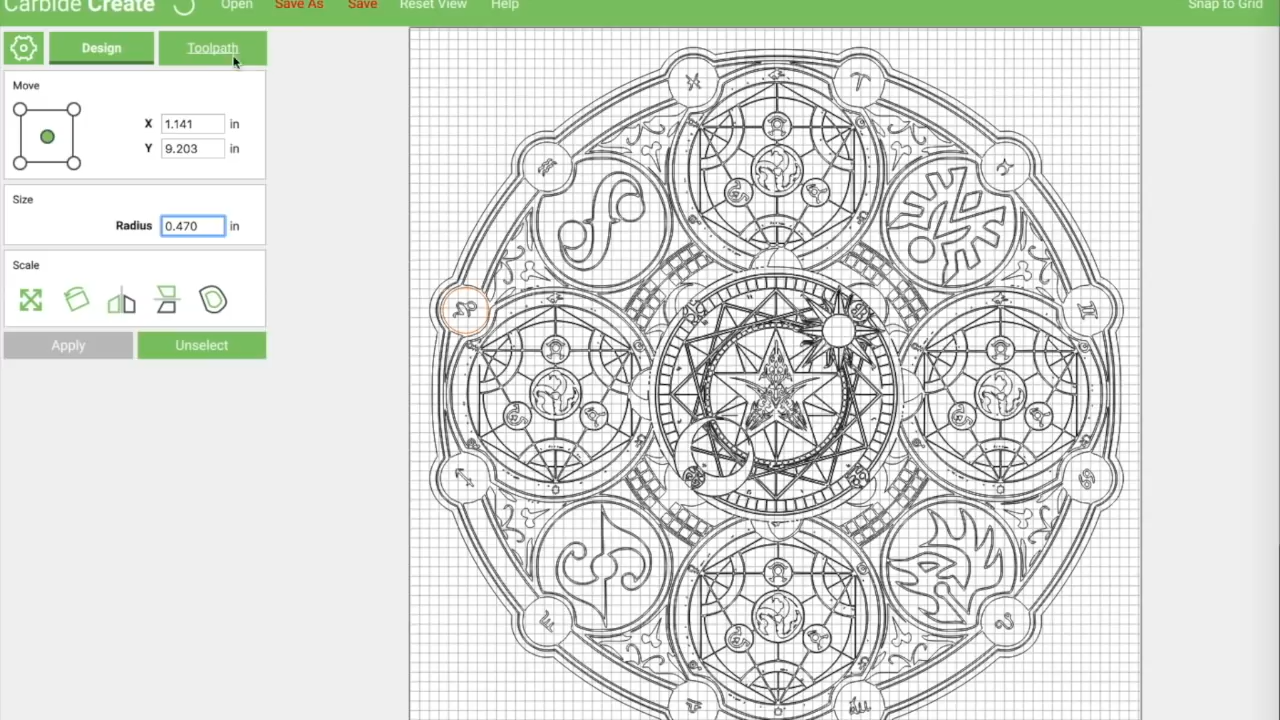 Carbide Create Open Save As Save Reset View Help Snap to Grid
Design Toolpath
Move
X 1.141 in
Y 9.203 in
Size
Radius 0.470 in
Scale
Apply Unselect